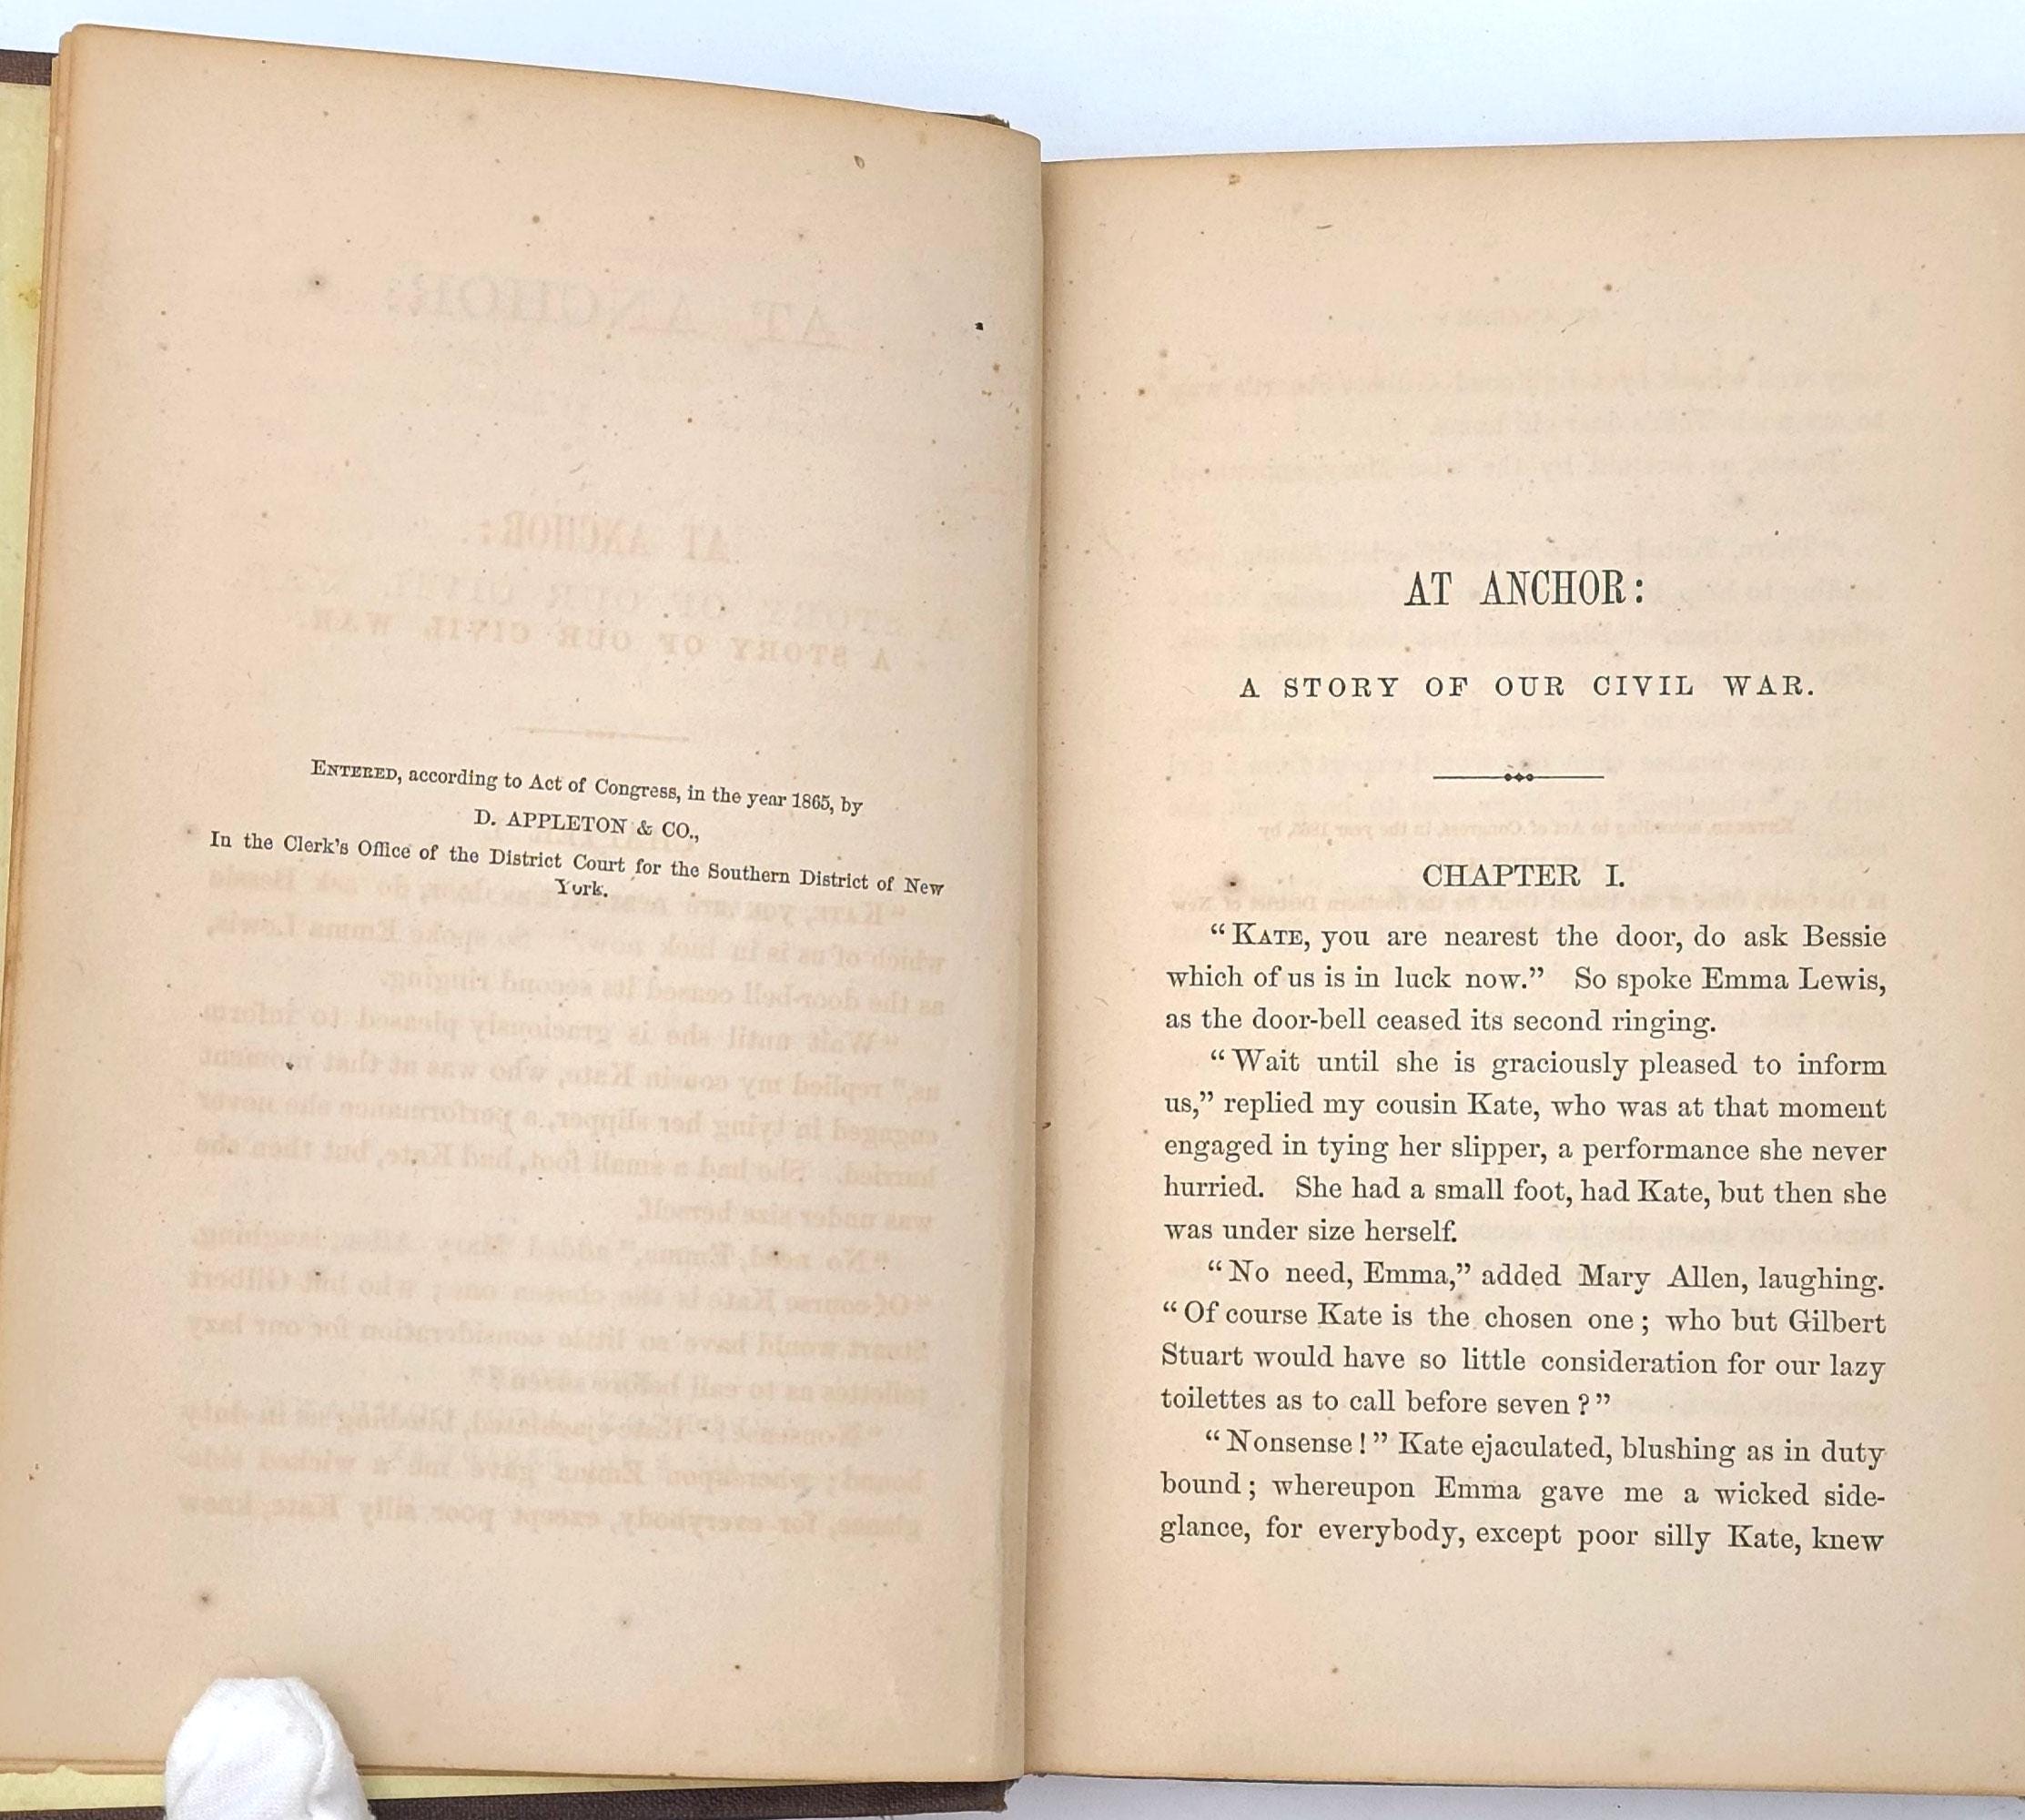 ENTERED, according to Act of Congress, in the year 1865, by
D. APPLETON & CO.,
In the Clerk's Office of the District Court for the Southern District of New
York.
AT ANCHOR:
A STORY OF OUR CIVIL WAR.
CHAPTER I.
“KATE, you are nearest the door, do ask Bessie
which of us is in luck now.” So spoke Emma Lewis,
as the door-bell ceased its second ringing.
“Wait until she is graciously pleased to inform
us,” replied my cousin Kate, who was at that moment
engaged in tying her slipper, a performance she never
hurried. She had a small foot, had Kate, but then she
was under size herself.
“No need, Emma,” added Mary Allen, laughing.
“Of course Kate is the chosen one; who but Gilbert
Stuart would have so little consideration for our lazy
toilettes as to call before seven?”
“Nonsense!” Kate ejaculated, blushing as in duty
bound; whereupon Emma gave me a wicked side-
glance, for everybody, except poor silly Kate, knew